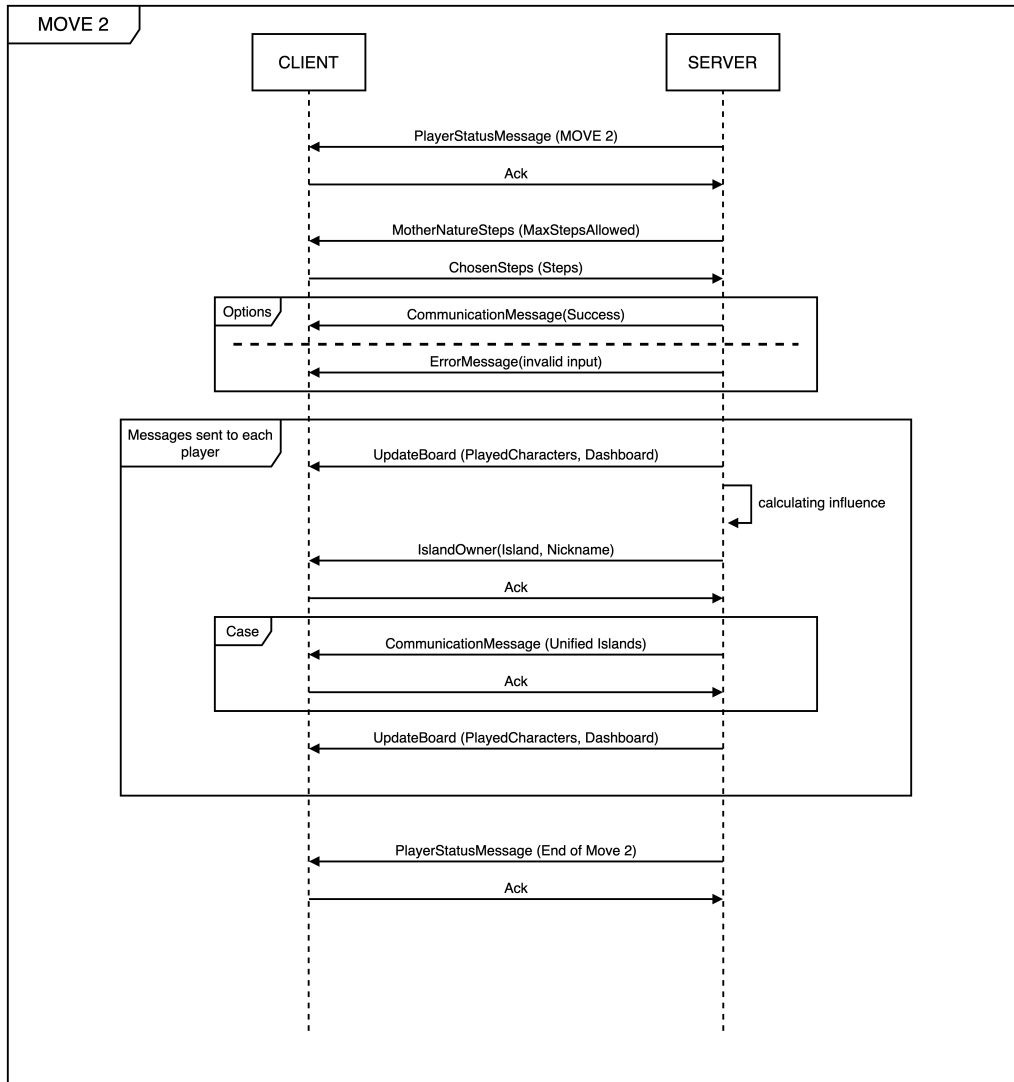 MOVE 2
CLIENT
SERVER
PlayerStatusMessage (MOVE 2)
Ack
MotherNatureSteps (MaxStepsAllowed)
ChosenSteps (Steps)
Options
CommunicationMessage(Success)
ErrorMessage(invalid input)
Messages sent to each
player
UpdateBoard (PlayedCharacters, Dashboard)
calculating influence
IslandOwner(Island, Nickname)
Ack
Case
CommunicationMessage (Unified Islands)
Ack
UpdateBoard (PlayedCharacters, Dashboard)
PlayerStatusMessage (End of Move 2)
Ack